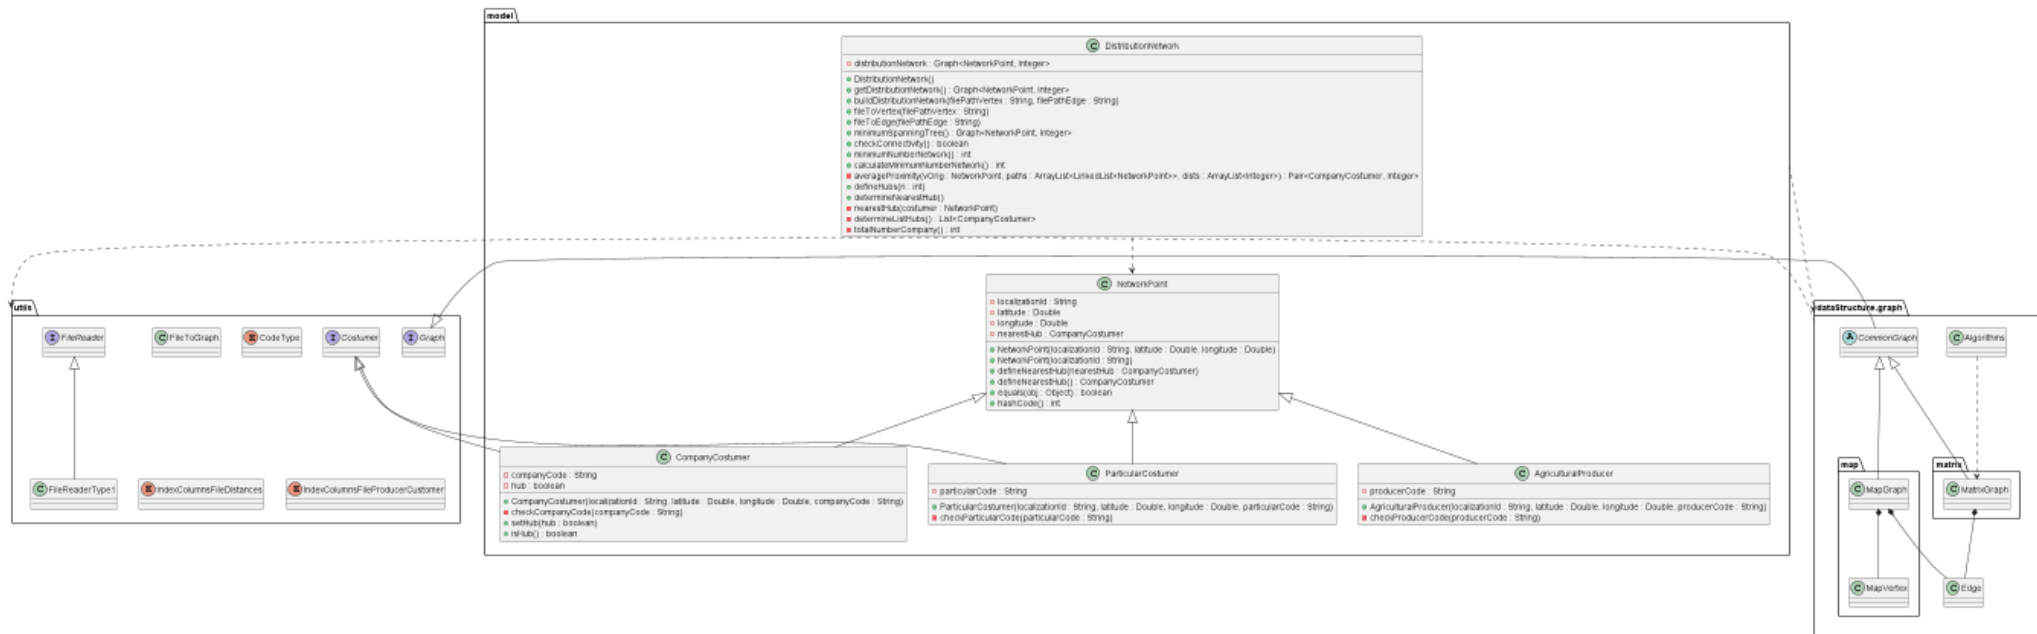 model
DistributionNetwork
distributionNetwork : Graph<NetworkPoint, Integer>
DistributionNetwork()
getDistributionNetwork() : Graph<NetworkPoint, Integer>
buildDistributionNetwork(filePathVertex : String, filePathEdge : String)
fileToVertex(filePathVertex : String)
fileToEdge(filePathEdge : String)
minimumSpanningTree() : Graph<NetworkPoint, Integer>
checkConnectivity() : boolean
minimumNumberNetwork() : int
calculateMinimumNumberNetwork() : int
averageProximity(vOrig : NetworkPoint, paths : ArrayList<LinkedList<NetworkPoint>>, dists : ArrayList<Integer>) : Pair<CompanyCostumer, Integer>
defineHubs(n : int)
determineNearestHub()
nearestHub(costumer : NetworkPoint)
determineListHubs() : List<CompanyCostumer>
totalNumberCompany() : int
NetworkPoint
localizationId : String
latitude : Double
longitude : Double
nearestHub : CompanyCostumer
NetworkPoint(localizationId : String, latitude : Double, longitude : Double)
NetworkPoint(localizationId : String)
defineNearestHub(nearestHub : CompanyCostumer)
defineNearestHub() : CompanyCostumer
equals(obj : Object) : boolean
hashCode() : int
CompanyCostumer
companyCode : String
hub : boolean
CompanyCostumer(localizationId : String, latitude : Double, longitude : Double, companyCode : String)
checkCompanyCode(companyCode : String)
setHub(hub : boolean)
isHub() : boolean
ParticularCostumer
particularCode : String
ParticularCostumer(localizationId : String, latitude : Double, longitude : Double, particularCode : String)
checkParticularCode(particularCode : String)
AgriculturalProducer
producerCode : String
AgriculturalProducer(localizationId : String, latitude : Double, longitude : Double, producerCode : String)
checkProducerCode(producerCode : String)
utils
FileReader
FileToGraph
CodeType
Costumer
Graph
FileReaderType1
IndexColumnsFileDistances
IndexColumnsFileProducerCustomer
dataStructure.graph
CommonGraph
Algorithms
map
MapGraph
MapVertex
matrix
MatrixGraph
Edge